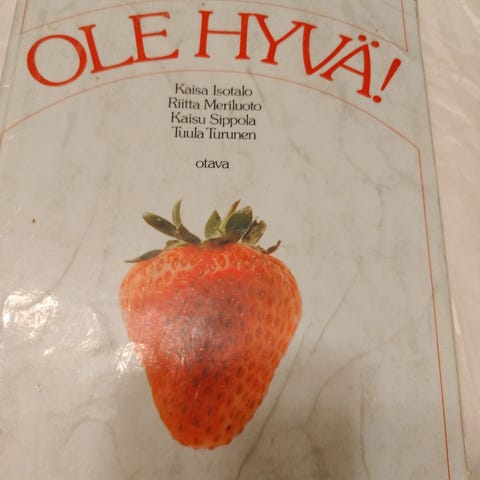 OLE HYVÄ!
Kaisa Isotalo
Riitta Meriluoto
Kaisu Sippola
Tuula Turunen
otava